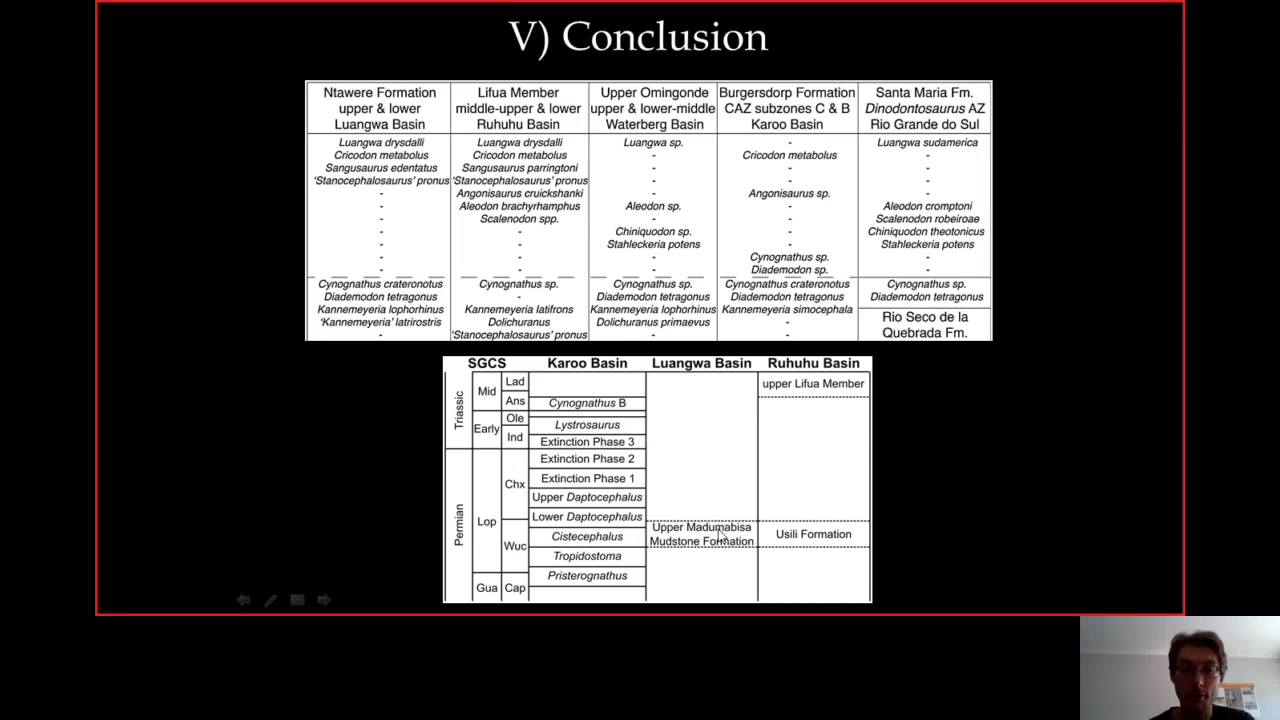 V) Conclusion
Ntawere Formation
upper & lower
Luangwa Basin
Lifua Member
middle-upper & lower
Ruhuhu Basin
Upper Omingonde
upper & lower-middle
Waterberg Basin
Burgersdorp Formation
CAZ subzones C & B
Karoo Basin
Santa Maria Fm.
Dinodontosaurus AZ
Rio Grande do Sul
Luangwa drysdalli Luangwa drysdalli Luangwa sp. - Luangwa sudamerica
Cricodon metabolus Cricodon metabolus - Cricodon metabolus -
Sangusaurus edentatus Sangusaurus parringtoni - - -
'Stanocephalosaurus' pronus 'Stanocephalosaurus' pronus - - -
- Angonisaurus cruickshanki - Angonisaurus sp. -
- Aleodon brachyrhamphus Aleodon sp. - Aleodon cromptoni
- Scalenodon spp. - - Scalenodon robeiroae
- - Chiniquodon sp. - Chiniquodon theotonicus
- - Stahleckeria potens - Stahleckeria potens
- - - Cynognathus sp. -
- - - Diademodon sp. -
Cynognathus crateronotus Cynognathus sp. Cynognathus sp. Cynognathus crateronotus Cynognathus sp.
Diademodon tetragonus - Diademodon tetragonus Diademodon tetragonus Diademodon tetragonus
Kannemeyeria lophorhinus Kannemeyeria latifrons Kannemeyeria lophorhinus Kannemeyeria simocephala
'Kannemeyeria' latrirostris Dolichuranus Dolichuranus primaevus -
- 'Stanocephalosaurus' pronus - -
Rio Seco de la
Quebrada Fm.
SGCS Karoo Basin Luangwa Basin Ruhuhu Basin
Triassic
Mid
Lad
upper Lifua Member
Ans
Cynognathus B
Early
Ole
Lystrosaurus
Ind
Extinction Phase 3
Permian
Lop
Chx
Extinction Phase 2
Extinction Phase 1
Upper Daptocephalus
Lower Daptocephalus
Wuc
Cistecephalus
Upper Madumabisa
Mudstone Formation
Usili Formation
Tropidostoma
Pristerognathus
Gua
Cap